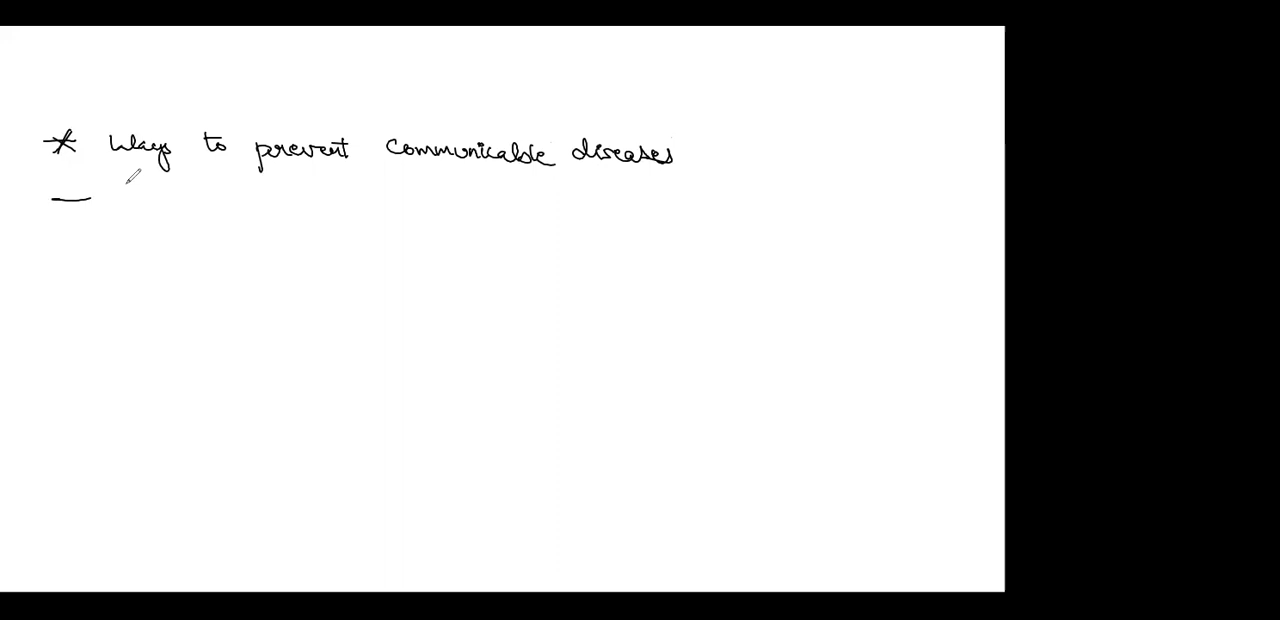 * Ways to prevent communicable diseases
—